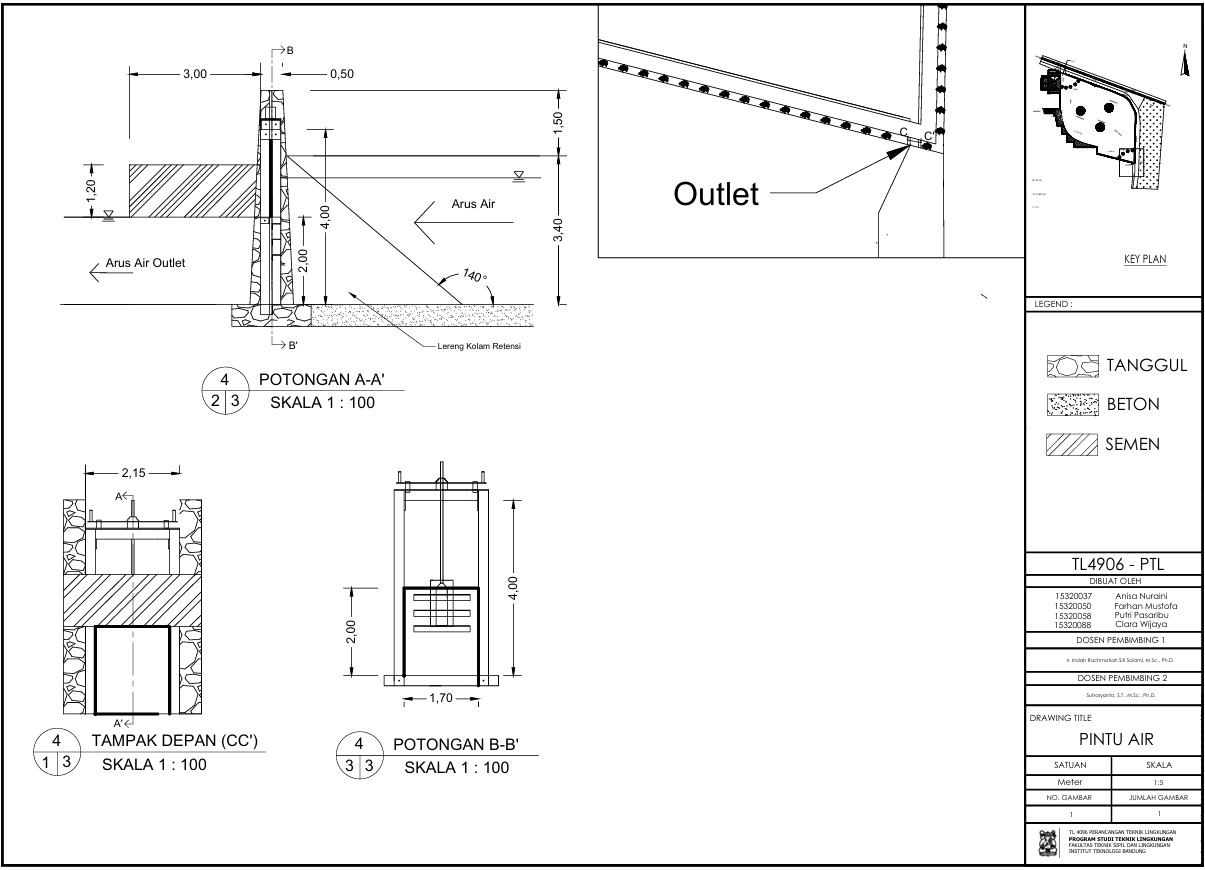 B
3,00
0,50
1,50
1,20
4,00
Arus Air
3,40
2,00
Arus Air Outlet
140°
B'
Lereng Kolam Retensi
4
2 3
POTONGAN A-A'
SKALA 1 : 100
C C'
Outlet
2,15
A
A'
4
1 3
TAMPAK DEPAN (CC')
SKALA 1 : 100
4,00
2,00
1,70
4
3 3
POTONGAN B-B'
SKALA 1 : 100
N
KEY PLAN
LEGEND :
TANGGUL
BETON
SEMEN
TL4906 - PTL
DIBUAT OLEH
15320037 Anisa Nuraini
15320050 Farhan Mustofa
15320058 Putri Pasaribu
15320088 Clara Wijaya
DOSEN PEMBIMBING 1
Ir. Indah Rachmatiah Siti Salami, M.Sc., Ph.D.
DOSEN PEMBIMBING 2
Suharyanto, S.T., M.Sc., Ph.D.
DRAWING TITLE
PINTU AIR
SATUAN SKALA
Meter 1:5
NO. GAMBAR JUMLAH GAMBAR
1 1
TL 4096 PERANCANGAN TEKNIK LINGKUNGAN
PROGRAM STUDI TEKNIK LINGKUNGAN
FAKULTAS TEKNIK SIPIL DAN LINGKUNGAN
INSTITUT TEKNOLOGI BANDUNG